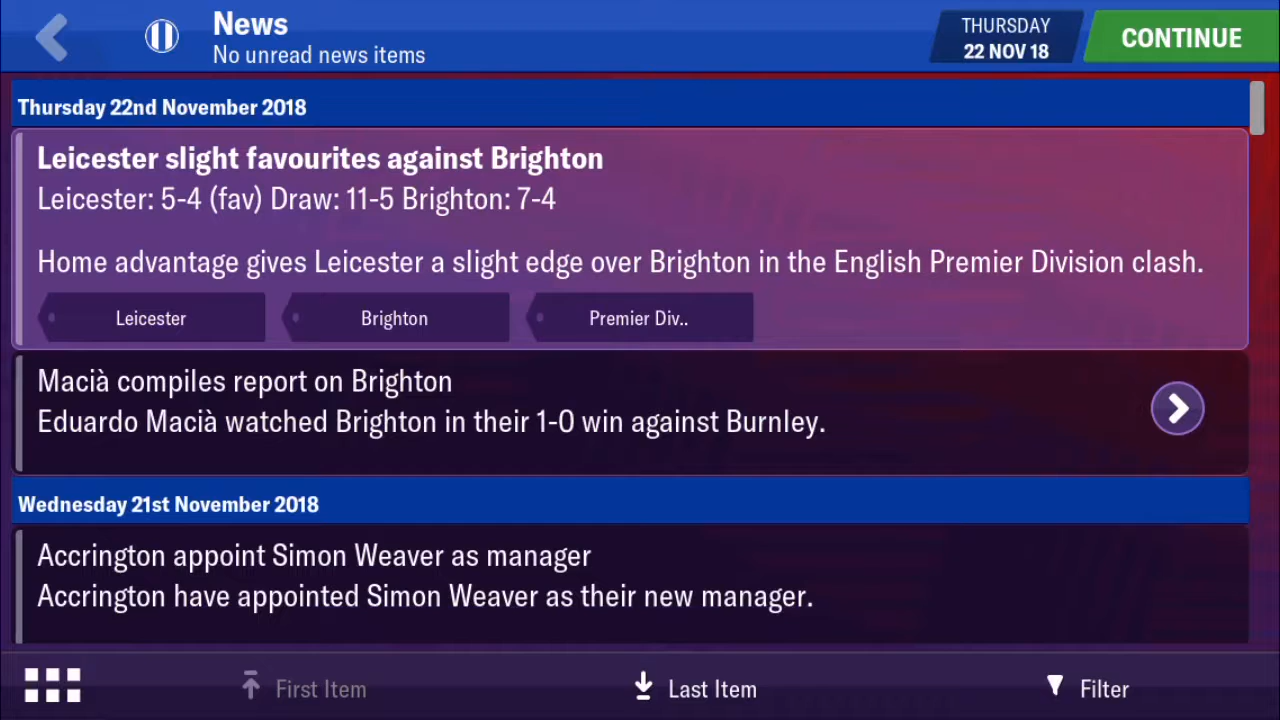 News
No unread news items
THURSDAY
22 NOV 18
CONTINUE
Thursday 22nd November 2018
Leicester slight favourites against Brighton
Leicester: 5-4 (fav) Draw: 11-5 Brighton: 7-4
Home advantage gives Leicester a slight edge over Brighton in the English Premier Division clash.
Leicester
Brighton
Premier Div..
Macià compiles report on Brighton
Eduardo Macià watched Brighton in their 1-0 win against Burnley.
Wednesday 21st November 2018
Accrington appoint Simon Weaver as manager
Accrington have appointed Simon Weaver as their new manager.
First Item
Last Item
Filter